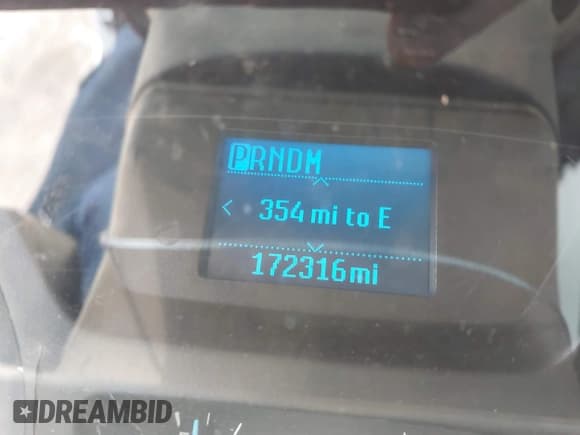 PRNDM
< 354 mi to E
172316mi
DREAMBID